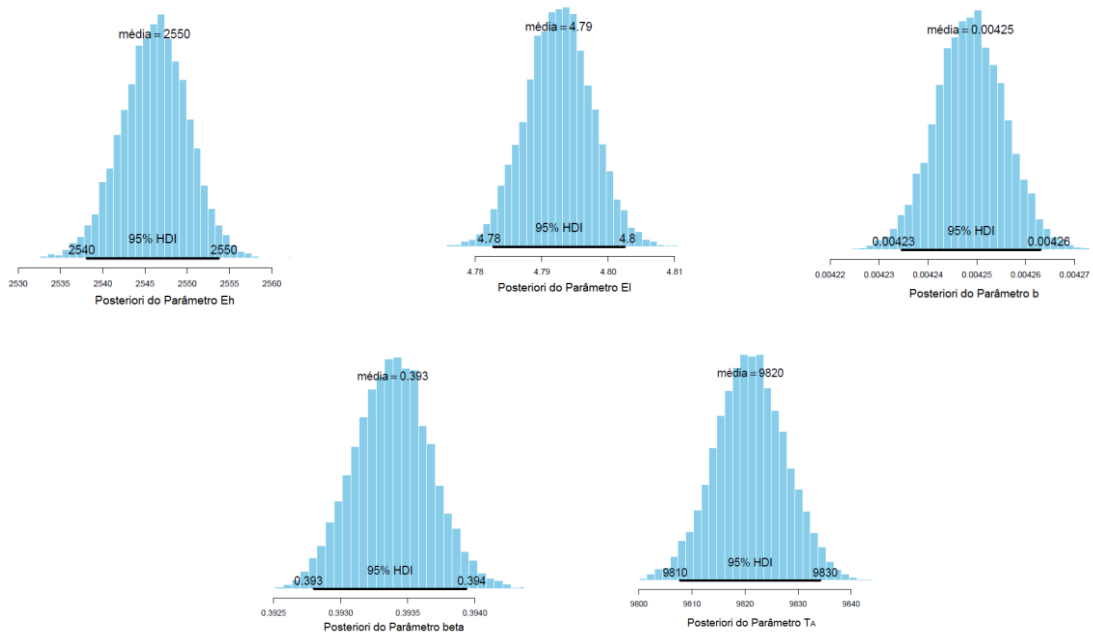 média = 2550
95% HDI
2540 2550
2530 2535 2540 2545 2550 2555 2560
Posteriori do Parâmetro Eh
média = 4.79
95% HDI
4.78 4.8
4.78 4.79 4.80 4.81
Posteriori do Parâmetro El
média = 0.00425
95% HDI
0.00423 0.00426
0.00422 0.00423 0.00424 0.00425 0.00426 0.00427
Posteriori do Parâmetro b
média = 0.393
95% HDI
0.393 0.394
0.3925 0.3930 0.3935 0.3940
Posteriori do Parâmetro beta
média = 9820
95% HDI
9810 9830
9800 9810 9820 9830 9840
Posteriori do Parâmetro TA